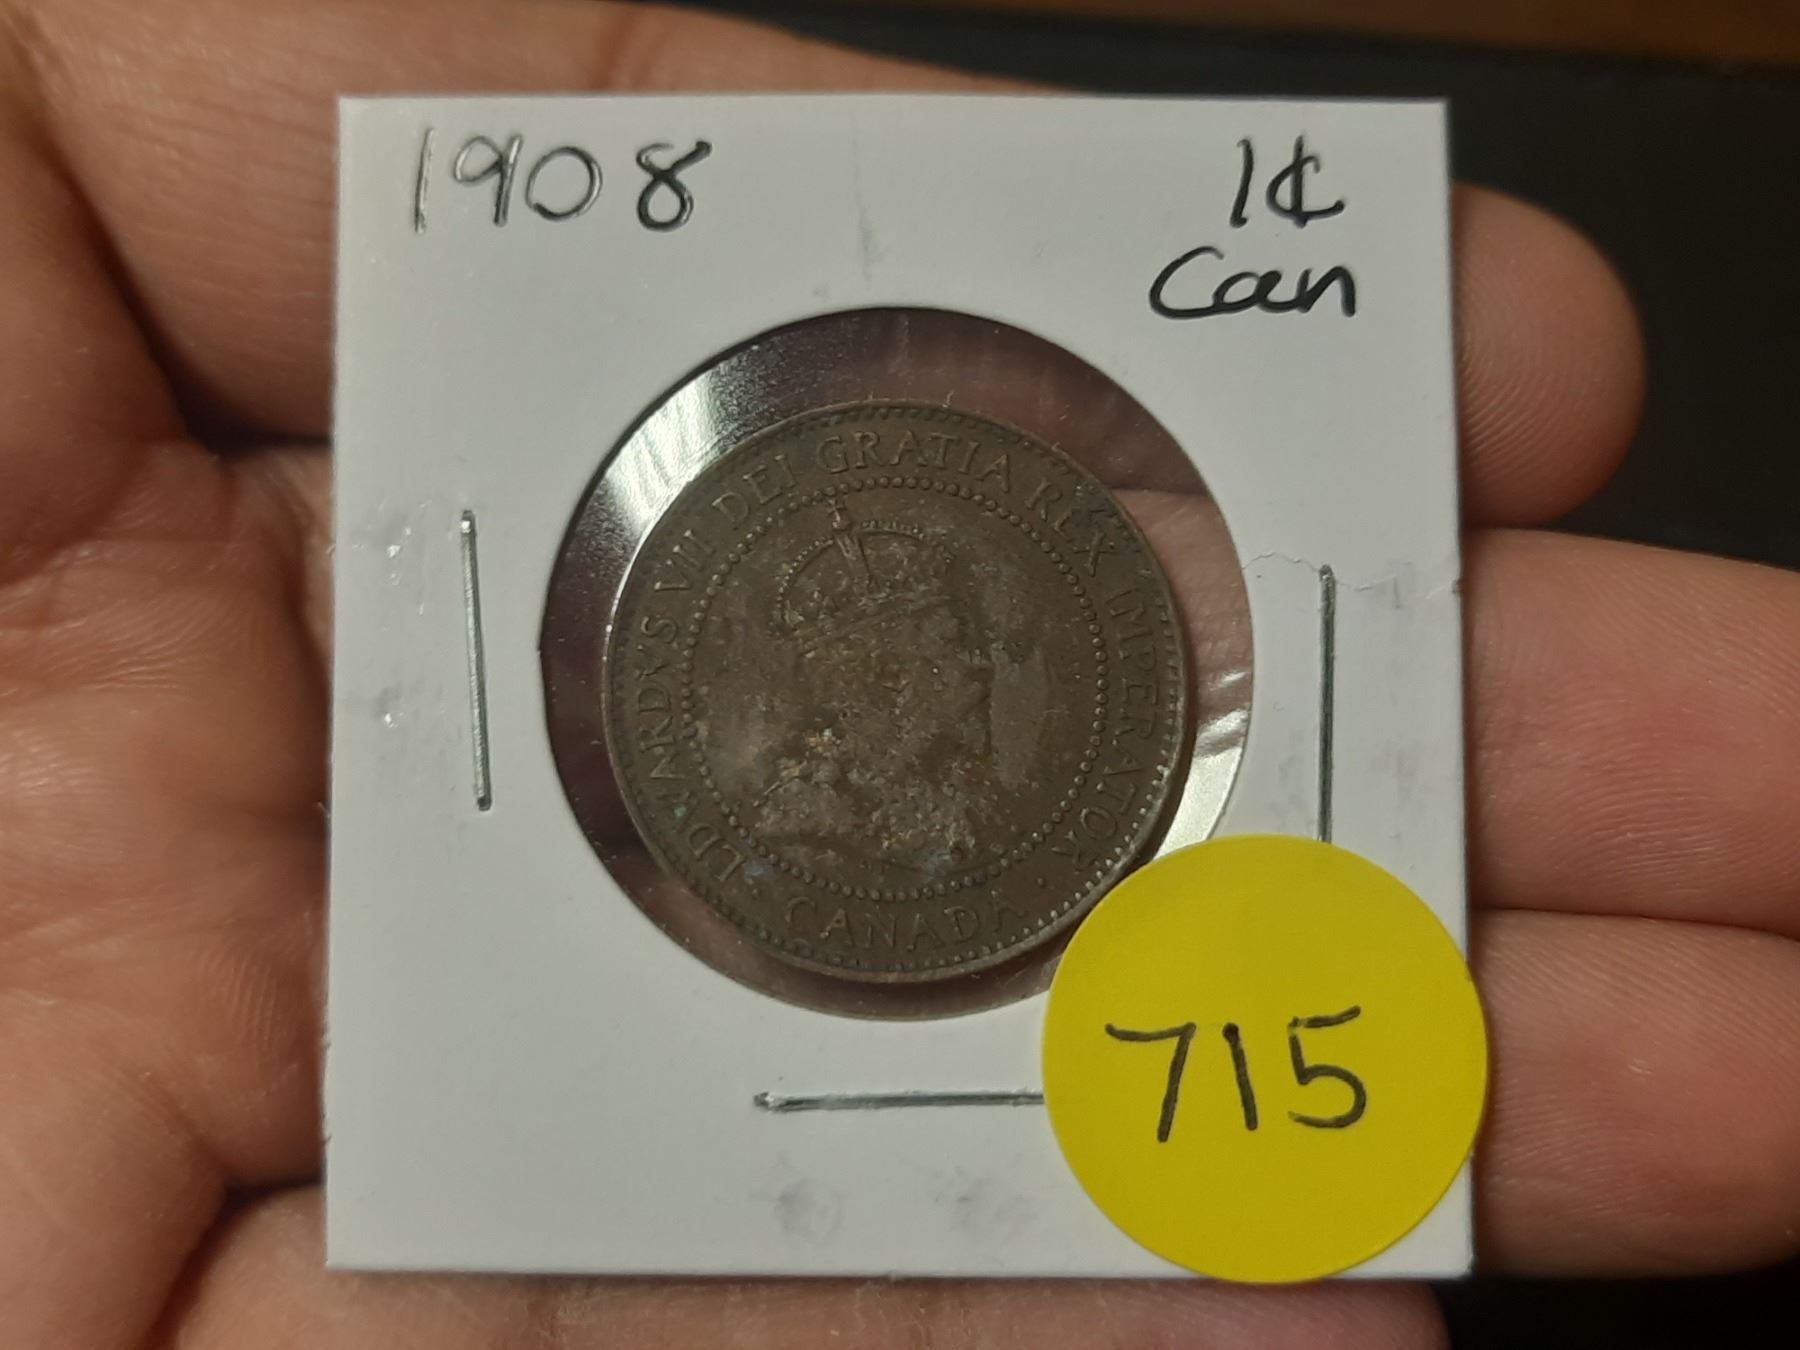 1908
1¢
Can
EDWARDVS VII DEI GRATIA REX IMPERATOR
CANADA
715